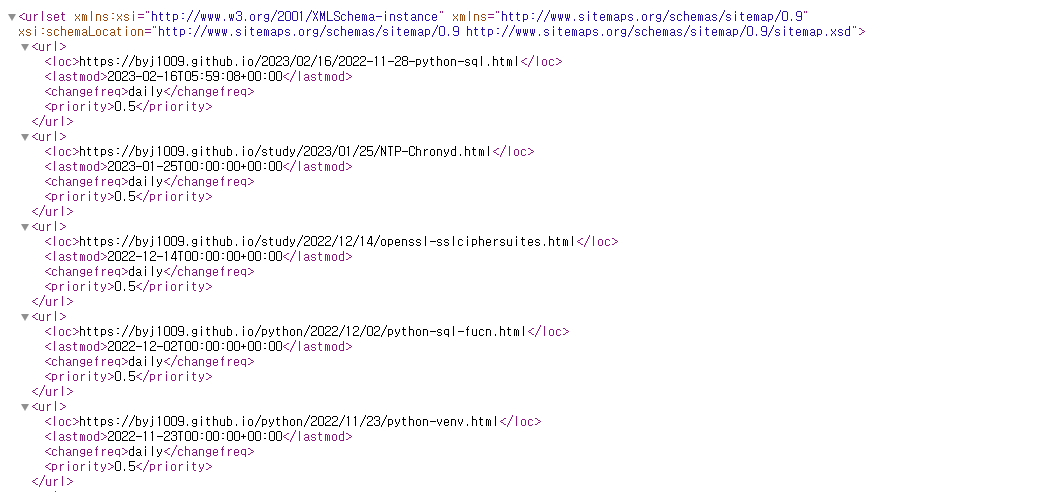 <urlset xmlns:xsi="http://www.w3.org/2001/XMLSchema-instance" xmlns="http://www.sitemaps.org/schemas/sitemap/0.9"
xsi:schemaLocation="http://www.sitemaps.org/schemas/sitemap/0.9 http://www.sitemaps.org/schemas/sitemap/0.9/sitemap.xsd">
<url>
<loc>https://byj1009.github.io/2023/02/16/2022-11-28-python-sql.html</loc>
<lastmod>2023-02-16T05:59:08+00:00</lastmod>
<changefreq>daily</changefreq>
<priority>0.5</priority>
</url>
<url>
<loc>https://byj1009.github.io/study/2023/01/25/NTP-Chronyd.html</loc>
<lastmod>2023-01-25T00:00:00+00:00</lastmod>
<changefreq>daily</changefreq>
<priority>0.5</priority>
</url>
<url>
<loc>https://byj1009.github.io/study/2022/12/14/openssl-sslciphersuites.html</loc>
<lastmod>2022-12-14T00:00:00+00:00</lastmod>
<changefreq>daily</changefreq>
<priority>0.5</priority>
</url>
<url>
<loc>https://byj1009.github.io/python/2022/12/02/python-sql-fucn.html</loc>
<lastmod>2022-12-02T00:00:00+00:00</lastmod>
<changefreq>daily</changefreq>
<priority>0.5</priority>
</url>
<url>
<loc>https://byj1009.github.io/python/2022/11/23/python-venv.html</loc>
<lastmod>2022-11-23T00:00:00+00:00</lastmod>
<changefreq>daily</changefreq>
<priority>0.5</priority>
</url>